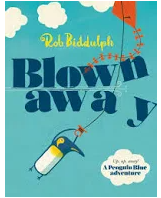 Rob Biddulph
Blown
away
Up, up, away!
A Penguin Blue
adventure